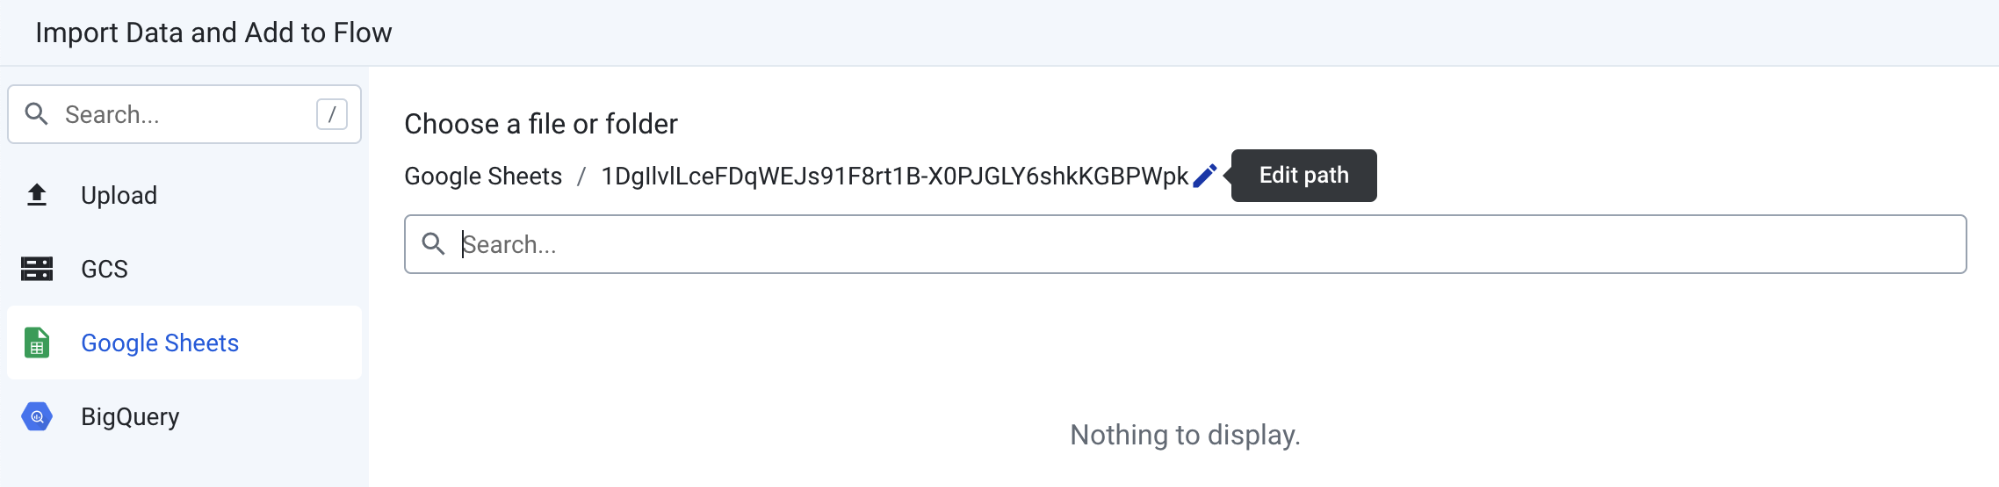 Import Data and Add to Flow
Search...
/
Upload
GCS
Google Sheets
BigQuery
Choose a file or folder
Google Sheets / 1DgIlvlLceFDqWEJs91F8rt1B-X0PJGLY6shkKGBPWpk
Edit path
Search...
Nothing to display.